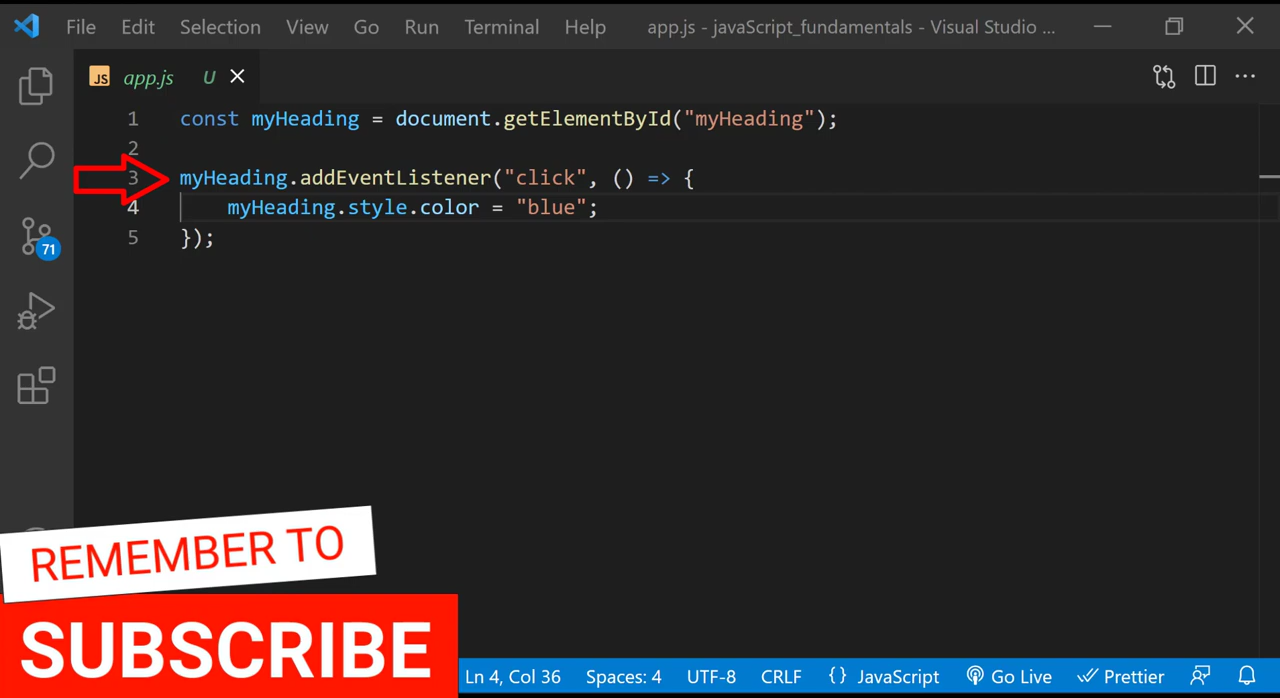 File Edit Selection View Go Run Terminal Help app.js - javaScript_fundamentals - Visual Studio ...
JS app.js U
1 const myHeading = document.getElementById("myHeading");
2
3 myHeading.addEventListener("click", () => {
4 myHeading.style.color = "blue";
5 });
71
REMEMBER TO
SUBSCRIBE
Ln 4, Col 36 Spaces: 4 UTF-8 CRLF {} JavaScript Go Live Prettier